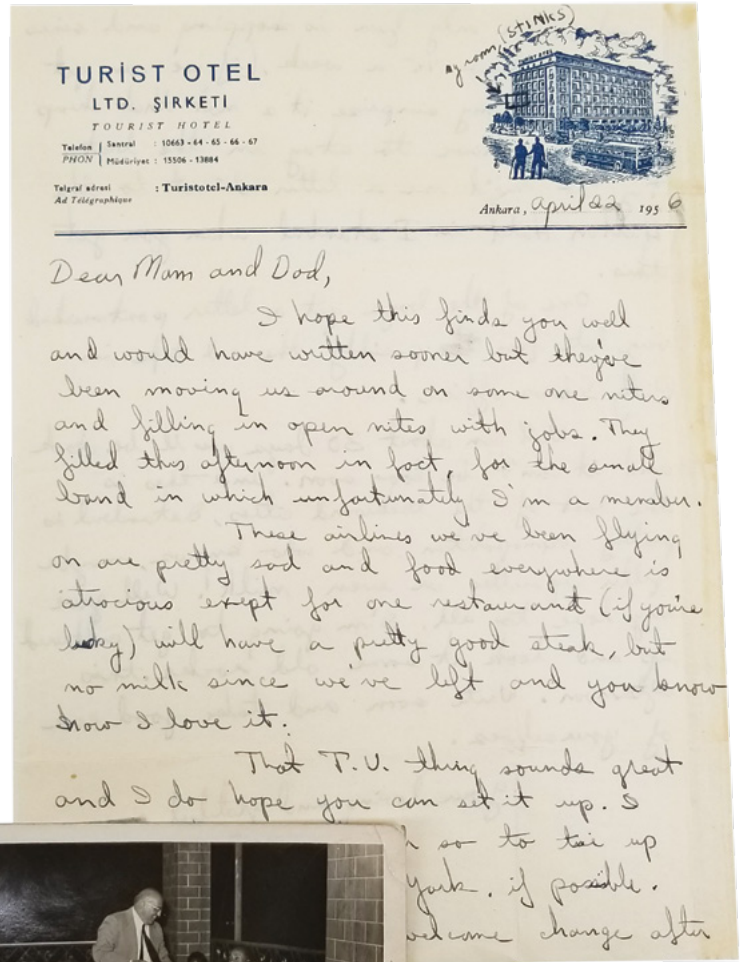 my room (STINKS)
TURİST OTEL
LTD. ŞİRKETİ
TOURIST HOTEL
Telefon PHON
Santral : 10663 - 64 - 65 - 66 - 67
Müdüriyet : 15506 - 13884
Telgraf adresi : Turistotel-Ankara
Ad Télégraphique
Ankara, april 22 1956
Dear Mom and Dad,
I hope this finds you well
and would have written sooner but they've
been moving us around on some one niters
and filling in open nites with jobs. They
filled this afternoon in fact, for the small
band in which unfortunately I'm a member.
These airlines we've been flying
on are pretty sad and food everywhere is
atrocious exept for one restaurant (if you're
lucky) will have a pretty good steak, but
no milk since we've left and you know
how I love it.
That T.V. thing sounds great
and I do hope you can set it up. I
so to tie up
York, if possible.
welcome change after